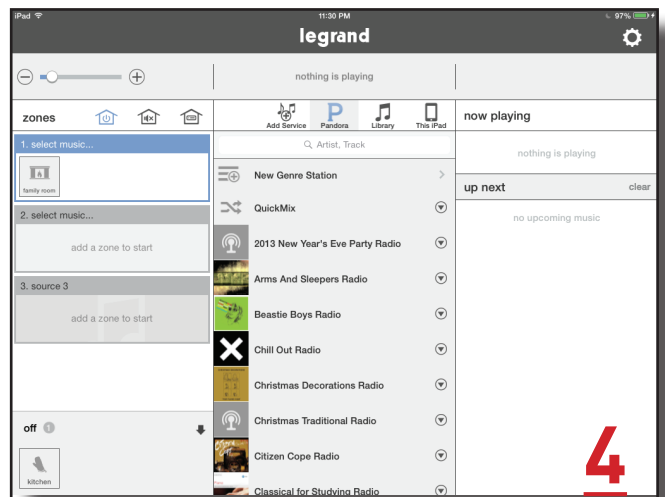 iPad 11:30 PM 97%
legrand
nothing is playing
zones
Add Service Pandora Library This iPad
now playing
1. select music...
family room
Artist, Track
nothing is playing
New Genre Station
up next clear
QuickMix
no upcoming music
2. select music...
add a zone to start
2013 New Year's Eve Party Radio
Arms And Sleepers Radio
3. source 3
add a zone to start
Beastie Boys Radio
Chill Out Radio
Christmas Decorations Radio
off 1
Christmas Traditional Radio
kitchen
Citizen Cope Radio
Classical for Studying Radio
4